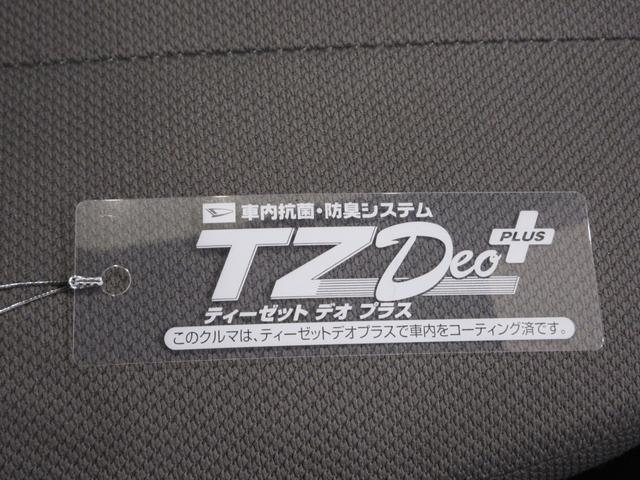 車内抗菌・防臭システム
TZ Deo PLUS
ティーゼット デオ プラス
このクルマは、ティーゼットデオプラスで車内をコーティング済です。